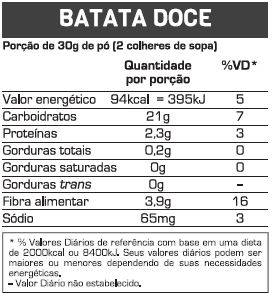 BATATA DOCE
Porção de 30g de pó (2 colheres de sopa)
Quantidade por porção %VD*
Valor energético 94kcal = 395kJ 5
Carboidratos 21g 7
Proteínas 2,3g 3
Gorduras totais 0,2g 0
Gorduras saturadas 0g 0
Gorduras trans 0g –
Fibra alimentar 3,9g 16
Sódio 65mg 3
* % Valores Diários de referência com base em uma dieta
de 2000kcal ou 8400kJ. Seus valores diários podem ser
maiores ou menores dependendo de suas necessidades
energéticas.
– Valor Diário não estabelecido.